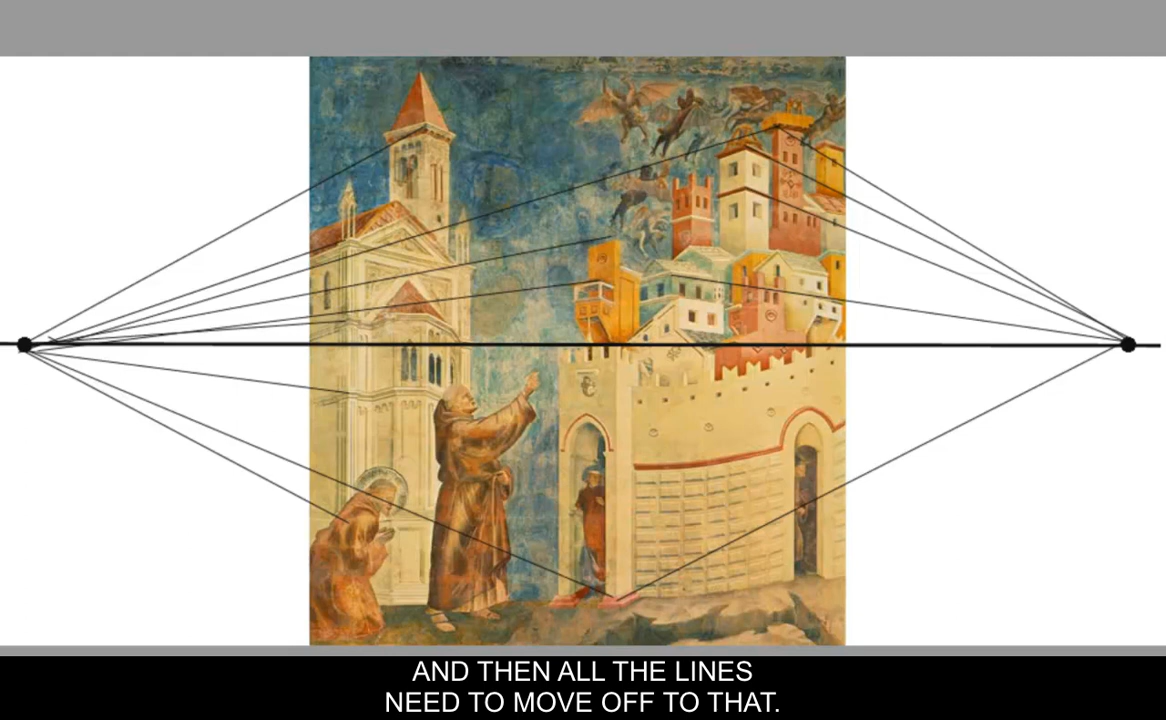 AND THEN ALL THE LINES
NEED TO MOVE OFF TO THAT.